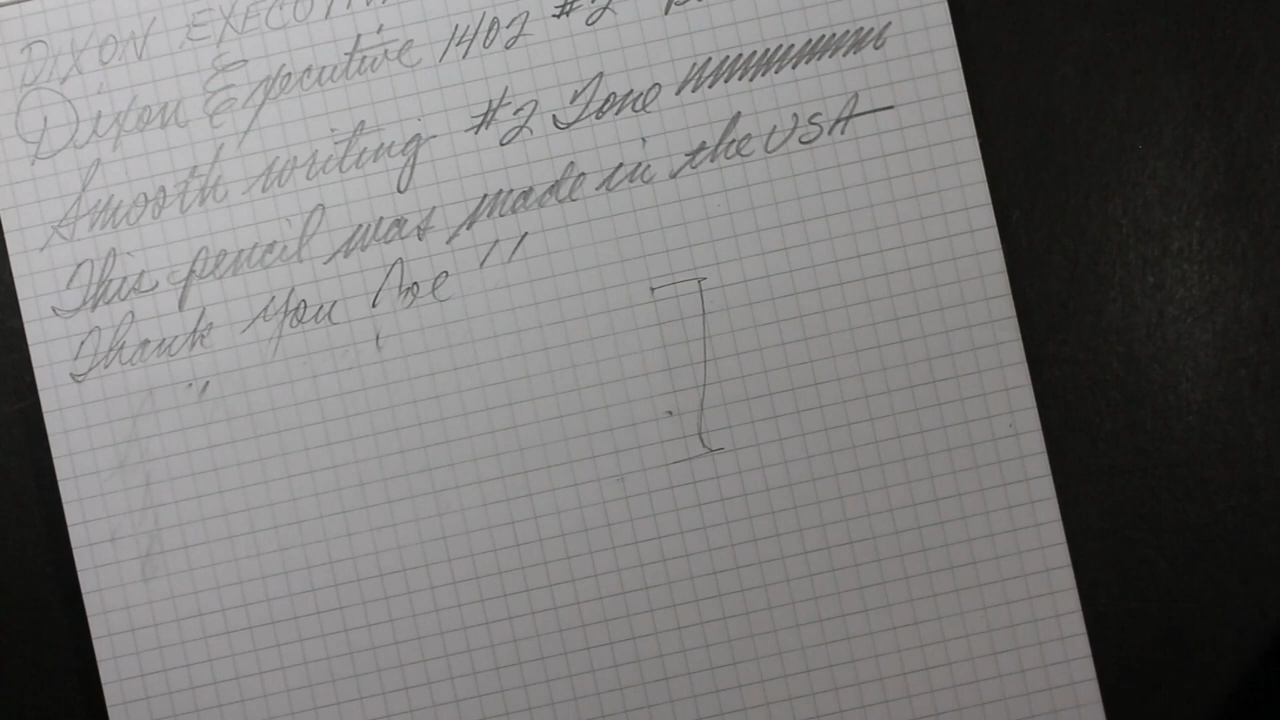 DIXON EXECUTIVE
Dixon Executive 1402 #2
Smooth writing #2 Tone
This pencil was made in the USA
Thank you Joe !!